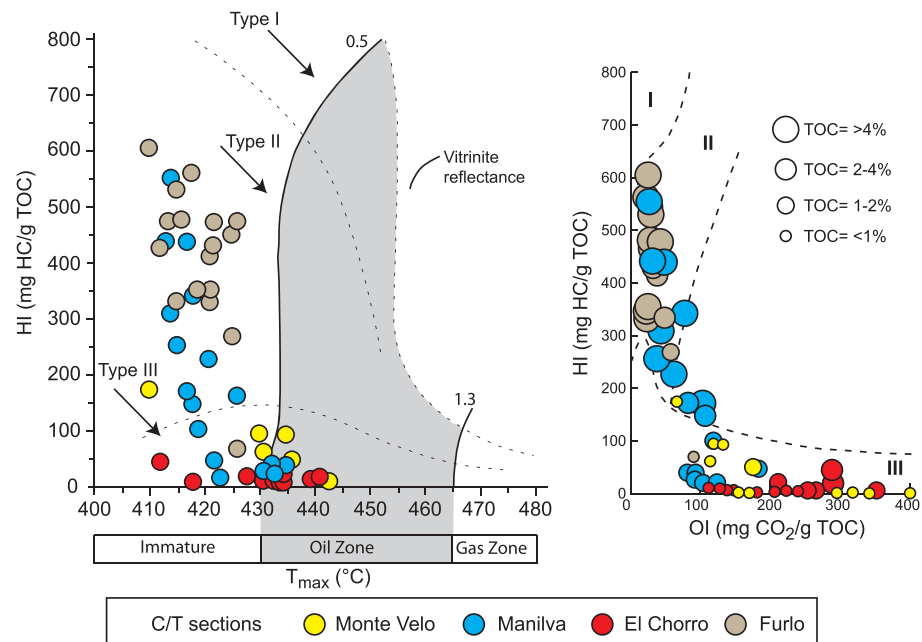 Type I
Type II
Type III
0.5
1.3
Vitrinite
reflectance
HI (mg HC/g TOC)
800
700
600
500
400
300
200
100
0
400 410 420 430 440 450 460 470 480
Immature Oil Zone Gas Zone
Tmax (°C)
I
II
III
TOC= >4%
TOC= 2-4%
TOC= 1-2%
TOC= <1%
HI (mg HC/g TOC)
800
700
600
500
400
300
200
100
0
0 100 200 300 400
OI (mg CO2/g TOC)
C/T sections Monte Velo Manilva El Chorro Furlo